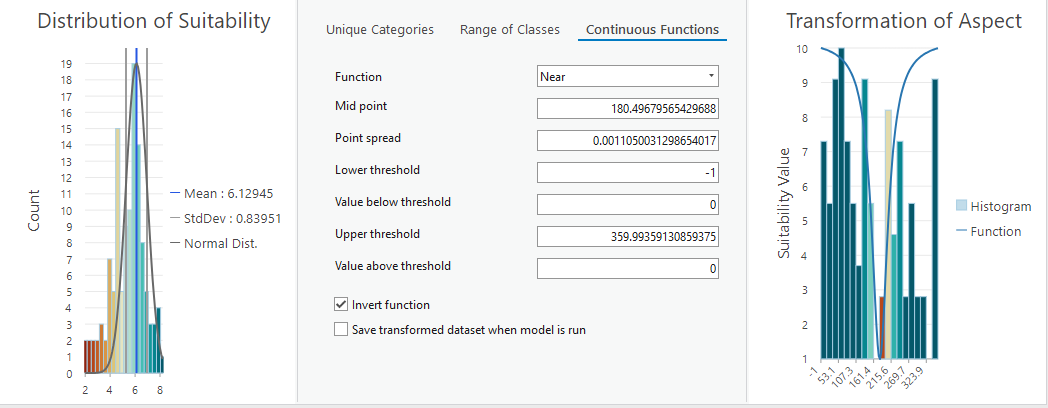 Distribution of Suitability
19
18
17
16
15
14
13
12
11
10
9
8
7
6
5
4
3
2
1
0
Count
2 4 6 8
Mean : 6.12945
StdDev : 0.83951
Normal Dist.
Unique Categories Range of Classes Continuous Functions
Function Near
Mid point 180.49679565429688
Point spread 0.0011050031298654017
Lower threshold -1
Value below threshold 0
Upper threshold 359.99359130859375
Value above threshold 0
Invert function
Save transformed dataset when model is run
Transformation of Aspect
10
9
8
7
6
5
4
3
2
1
Suitability Value
-1 53.1 107.3 161.4 215.6 269.7 323.9
Histogram
Function